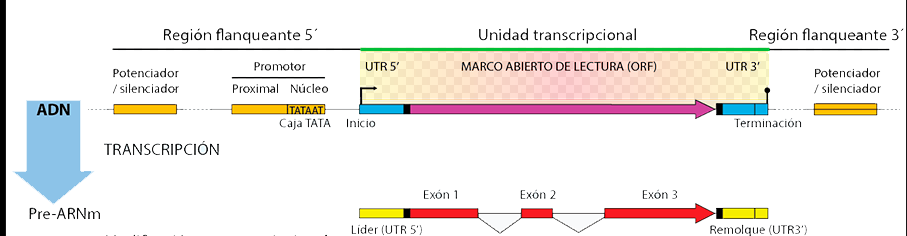 Región flanqueante 5´
Unidad transcripcional
Región flanqueante 3´
Potenciador
/ silenciador
Promotor
Proximal Núcleo
UTR 5’
MARCO ABIERTO DE LECTURA (ORF)
UTR 3’
Potenciador
/ silenciador
ADN
TATAAT
Caja TATA
Inicio
Terminación
TRANSCRIPCIÓN
Exón 1
Exón 2
Exón 3
Pre-ARNm
Líder (UTR 5’)
Remolque (UTR3’)